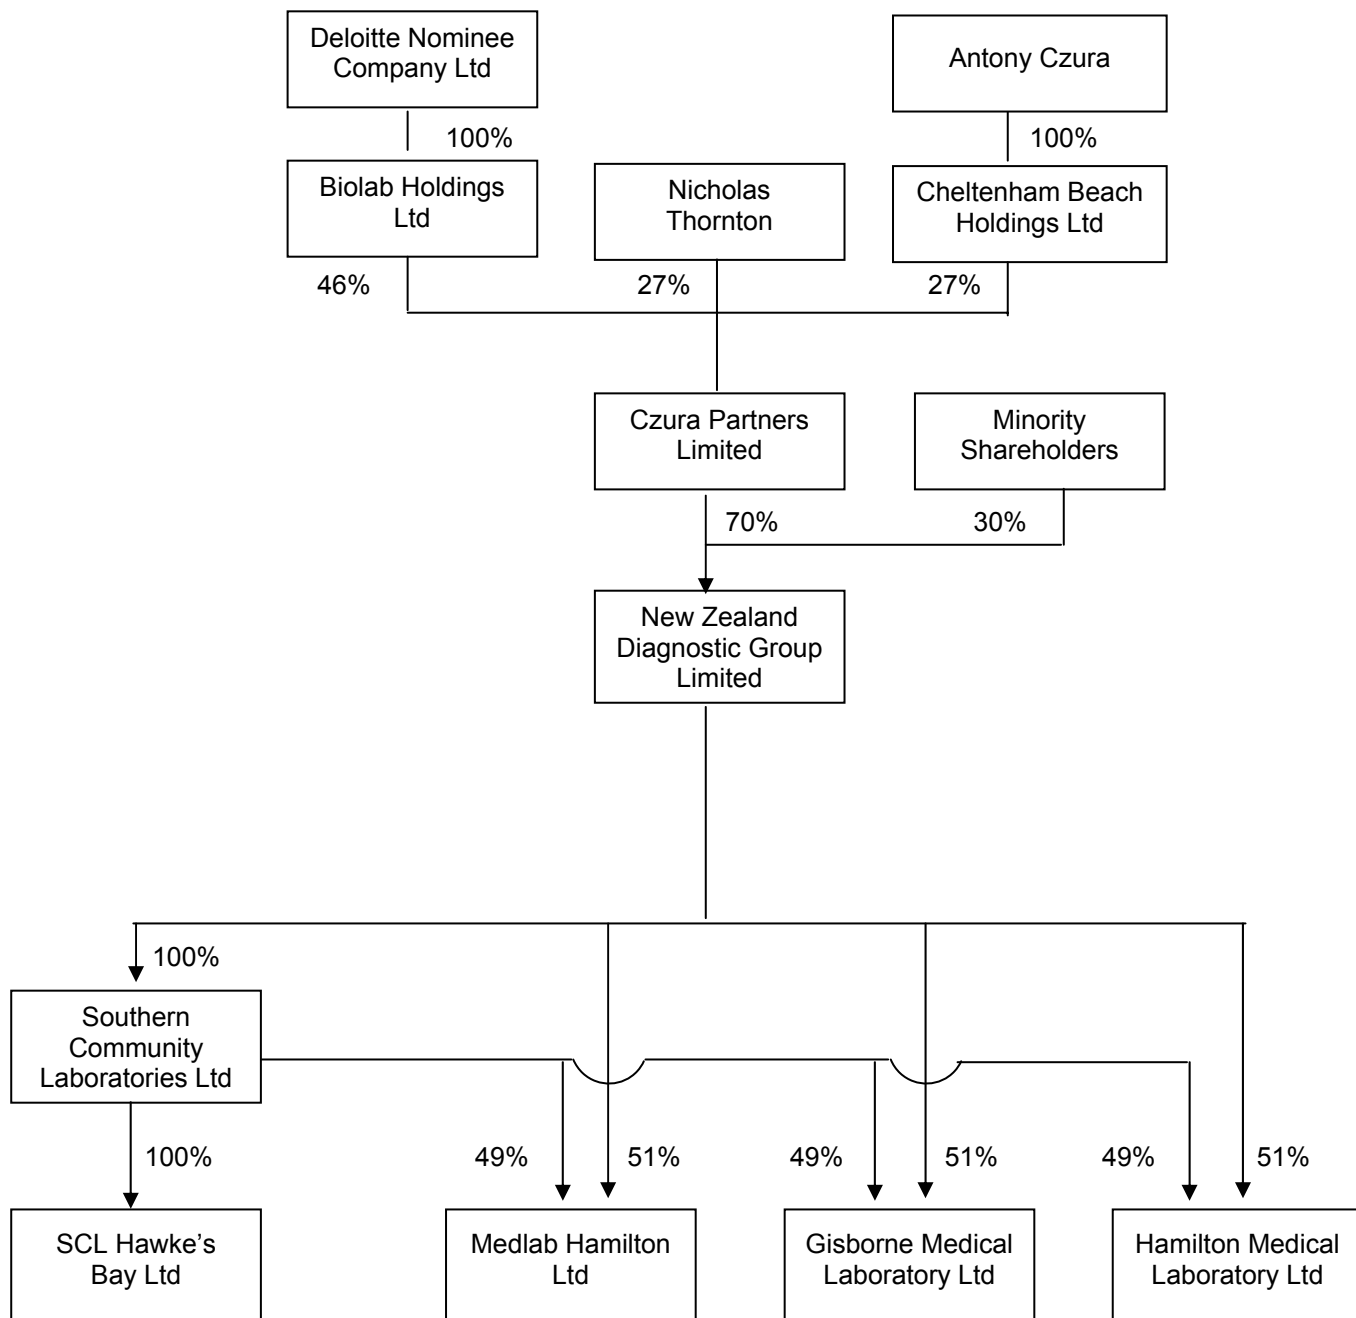 Deloitte Nominee
Company Ltd
Antony Czura
100%
100%
Biolab Holdings
Ltd
Nicholas
Thornton
Cheltenham Beach
Holdings Ltd
46%
27%
27%
Czura Partners
Limited
Minority
Shareholders
70%
30%
New Zealand
Diagnostic Group
Limited
100%
Southern
Community
Laboratories Ltd
100%
49%
51%
49%
51%
49%
51%
SCL Hawke’s
Bay Ltd
Medlab Hamilton
Ltd
Gisborne Medical
Laboratory Ltd
Hamilton Medical
Laboratory Ltd